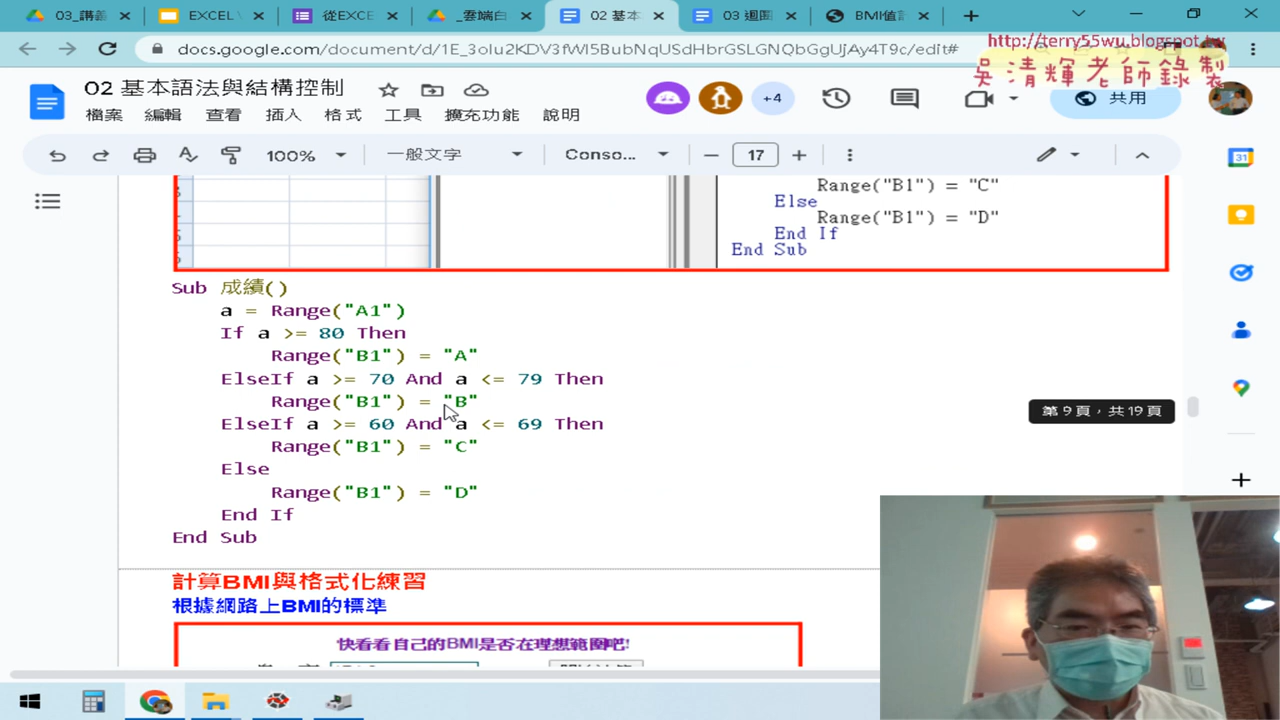 03_講義
EXCEL V
從EXCE
_雲端白
02 基本
03 迴圈
BMI值計
docs.google.com/document/d/1E_3olu2KDV3fWI5BubNqUSdHbrGSLGNQbGgUjAy4T9c/edit#
http://terry55wu.blogspot.tw
吳清輝老師錄製
02 基本語法與結構控制
檔案 編輯 查看 插入 格式 工具 擴充功能 說明
+4
共用
100%
一般文字
Conso...
17
31
Range("B1") = "C"
Else
Range("B1") = "D"
End If
End Sub
Sub 成績()
a = Range("A1")
If a >= 80 Then
Range("B1") = "A"
ElseIf a >= 70 And a <= 79 Then
Range("B1") = "B"
ElseIf a >= 60 And a <= 69 Then
Range("B1") = "C"
Else
Range("B1") = "D"
End If
End Sub
第 9 頁，共 19 頁
計算BMI與格式化練習
根據網路上BMI的標準
快看看自己的BMI是否在理想範圍吧!